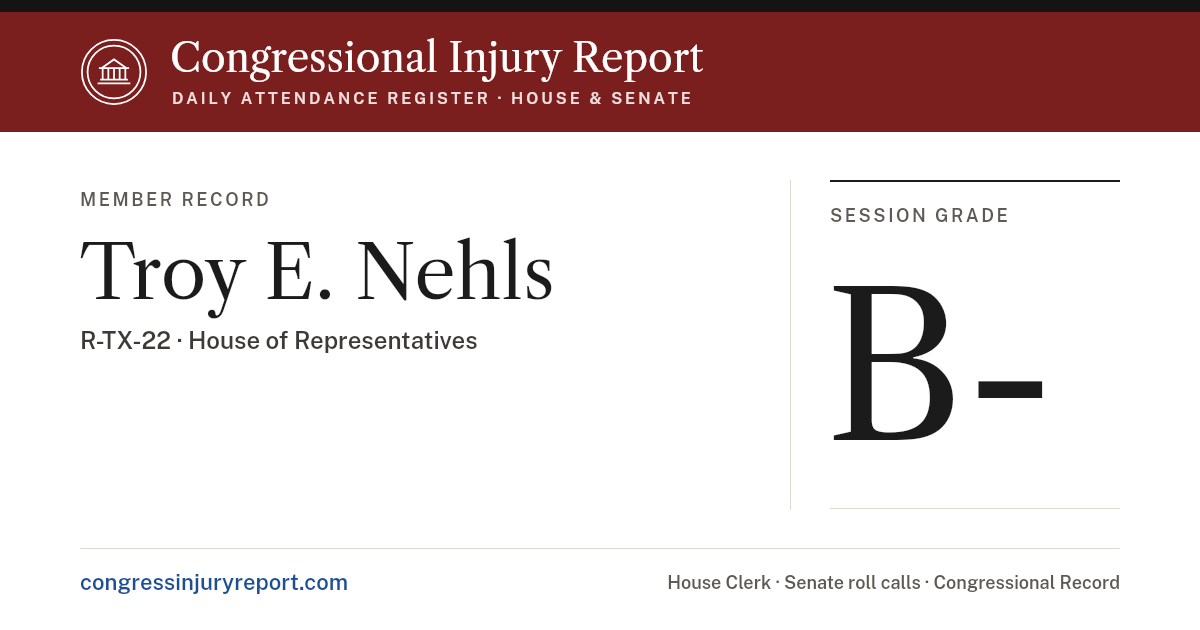 Congressional Injury Report
DAILY ATTENDANCE REGISTER · HOUSE & SENATE
MEMBER RECORD
Troy E. Nehls
R-TX-22 · House of Representatives
SESSION GRADE
B-
congressinjuryreport.com
House Clerk · Senate roll calls · Congressional Record